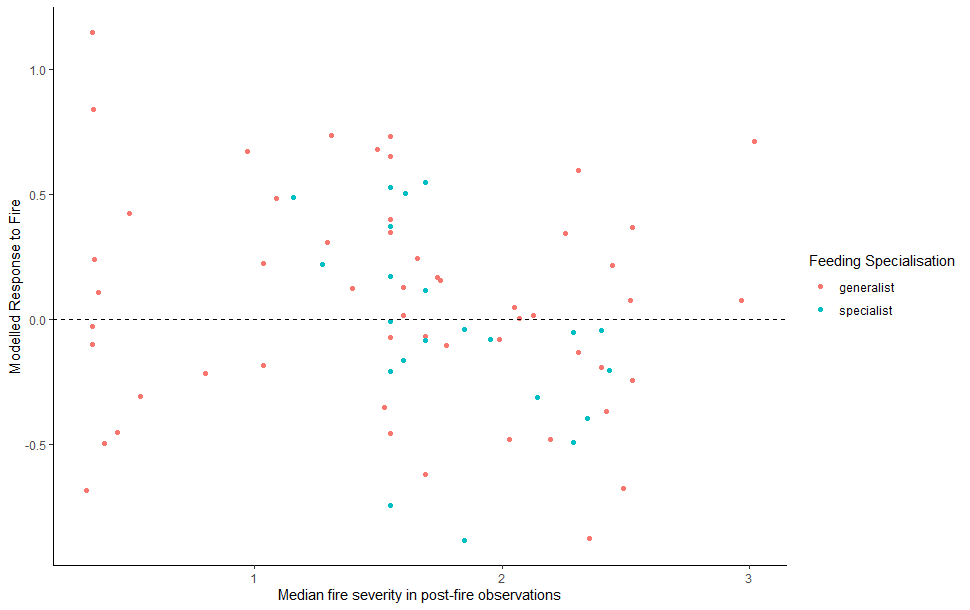 1.0
0.5
0.0
-0.5
Modelled Response to Fire
1
2
3
Median fire severity in post-fire observations
Feeding Specialisation
generalist
specialist